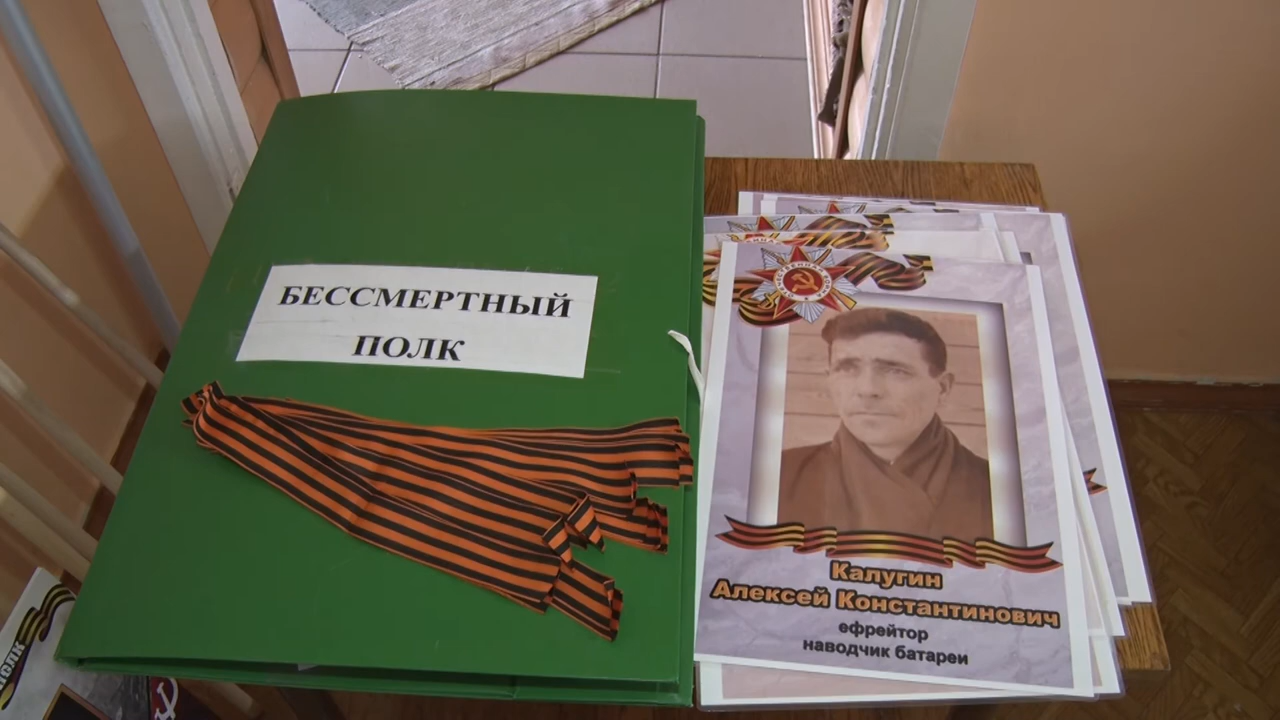 БЕССМЕРТНЫЙ
ПОЛК
Калугин
Алексей Константинович
ефрейтор
наводчик батареи